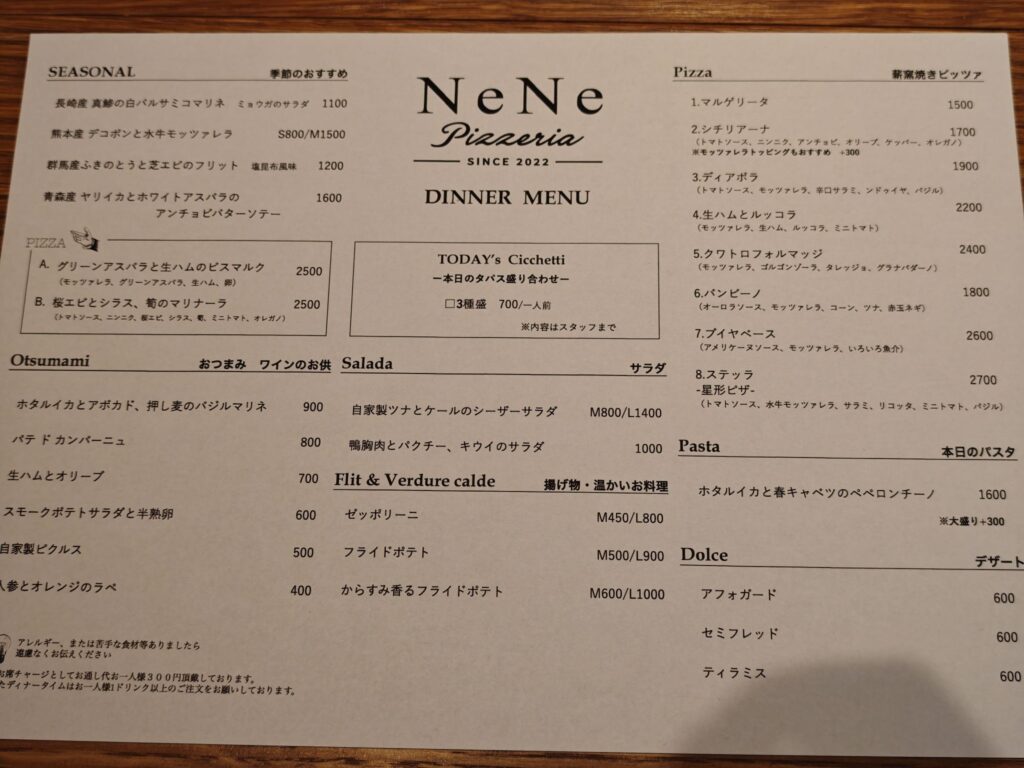 SEASONAL 季節のおすすめ
長崎産 真鯵の白バルサミコマリネ ミョウガのサラダ 1100
熊本産 デコポンと水牛モッツァレラ S800/M1500
群馬産ふきのとうと芝エビのフリット 塩昆布風味 1200
青森産 ヤリイカとホワイトアスパラの 1600
アンチョビバターソテー
PIZZA
A. グリーンアスパラと生ハムのビスマルク 2500
(モッツァレラ、グリーンアスパラ、生ハム、卵)
B. 桜エビとシラス、筍のマリナーラ 2500
(トマトソース、ニンニク、桜エビ、シラス、筍、ミニトマト、オレガノ)
Otsumami おつまみ ワインのお供
ホタルイカとアボカド、押し麦のバジルマリネ 900
パテ ド カンパーニュ 800
生ハムとオリーブ 700
スモークポテトサラダと半熟卵 600
自家製ピクルス 500
人参とオレンジのラペ 400
アレルギー、または苦手な食材等ありましたら
遠慮なくお伝えください
お席チャージとしてお通し代お一人様300円頂戴しております。
たディナータイムはお一人様1ドリンク以上のご注文をお願いしております。
NeNe
Pizzeria
SINCE 2022
DINNER MENU
TODAY's Cicchetti
ー本日のタパス盛り合わせー
□3種盛 700/一人前
※内容はスタッフまで
Salada サラダ
自家製ツナとケールのシーザーサラダ M800/L1400
鴨胸肉とパクチー、キウイのサラダ 1000
Flit & Verdure calde 揚げ物・温かいお料理
ゼッポリーニ M450/L800
フライドポテト M500/L900
からすみ香るフライドポテト M600/L1000
Pizza 薪窯焼きピッツァ
1.マルゲリータ 1500
2.シチリアーナ 1700
(トマトソース、ニンニク、アンチョビ、オリーブ、ケッパー、オレガノ)
※モッツァレラトッピングもおすすめ +300
3.ディアボラ 1900
(トマトソース、モッツァレラ、辛口サラミ、ンドゥイヤ、バジル)
4.生ハムとルッコラ 2200
(モッツァレラ、生ハム、ルッコラ、ミニトマト)
5.クワトロフォルマッジ 2400
(モッツァレラ、ゴルゴンゾーラ、タレッジョ、グラナパダーノ)
6.バンビーノ 1800
(オーロラソース、モッツァレラ、コーン、ツナ、赤玉ネギ)
7.ブイヤベース 2600
(アメリケーヌソース、モッツァレラ、いろいろ魚介)
8.ステッラ 2700
-星形ピザ-
(トマトソース、水牛モッツァレラ、サラミ、リコッタ、ミニトマト、バジル)
Pasta 本日のパスタ
ホタルイカと春キャベツのペペロンチーノ 1600
※大盛り+300
Dolce デザート
アフォガード 600
セミフレッド 600
ティラミス 600